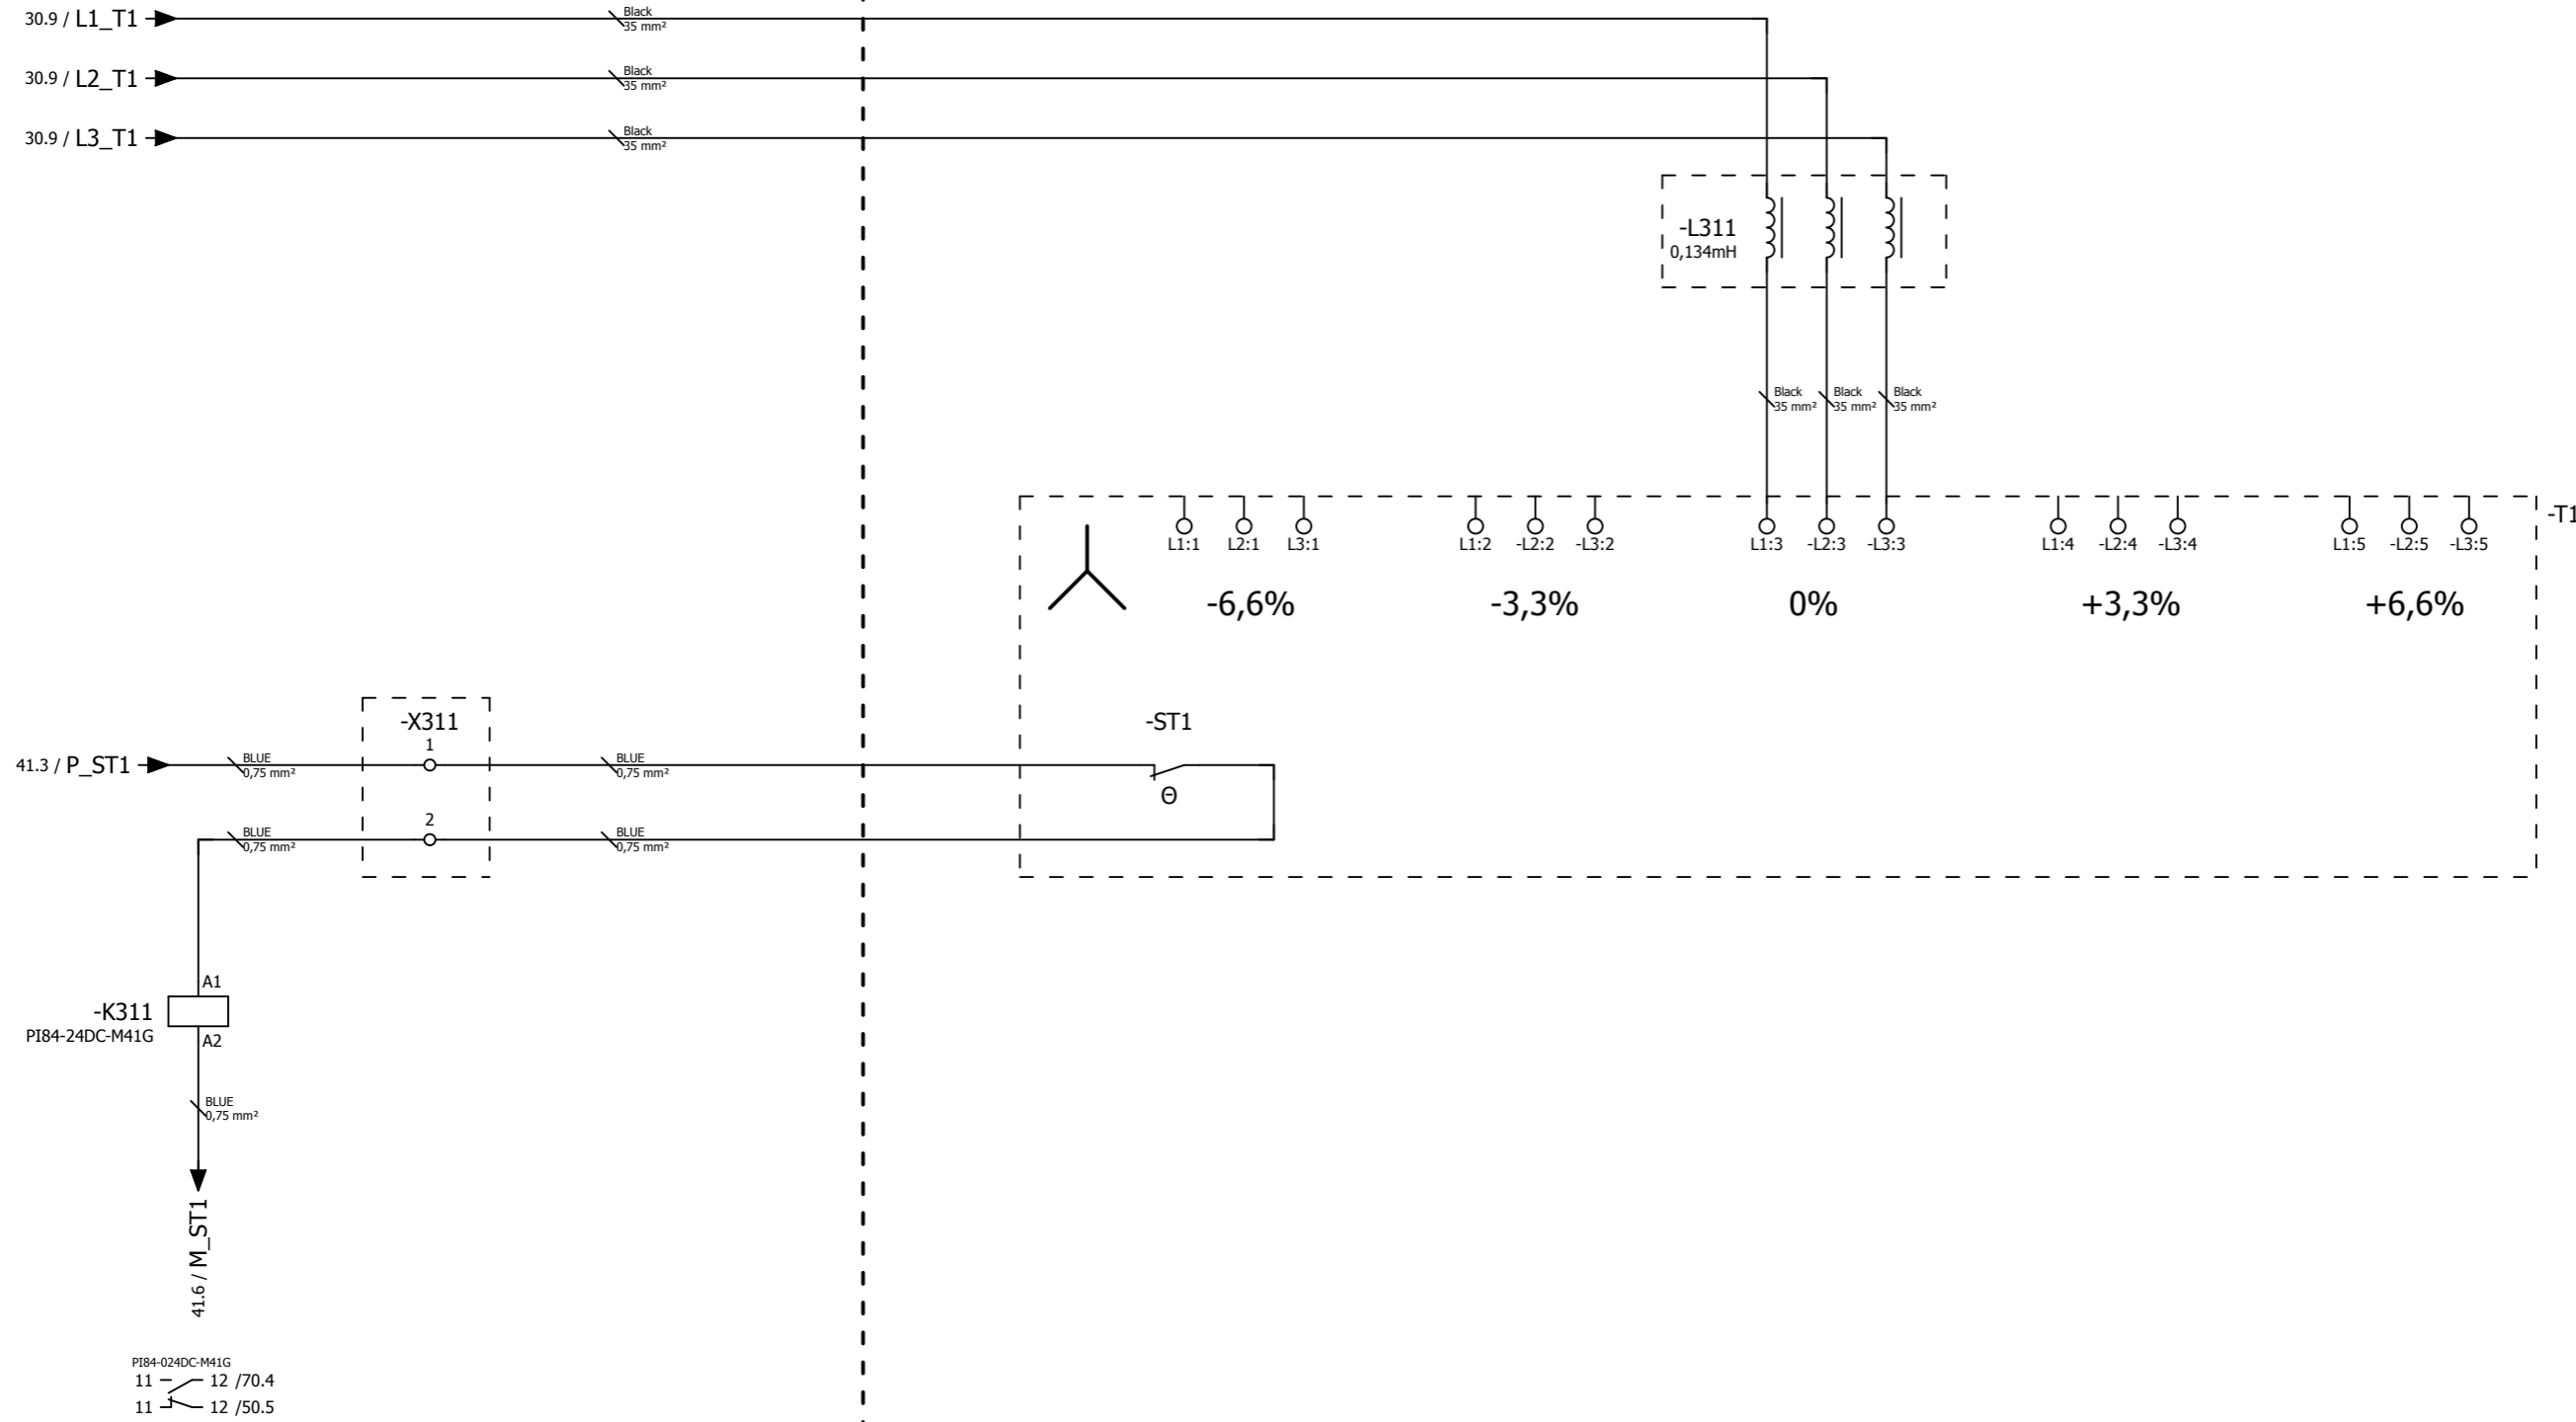 30.9 / L1_T1
Black
35 mm²
30.9 / L2_T1
Black
35 mm²
30.9 / L3_T1
Black
35 mm²
-L311
0,134mH
Black
35 mm²
Black
35 mm²
Black
35 mm²
-T1
L1:1 L2:1 L3:1
L1:2 -L2:2 -L3:2
L1:3 -L2:3 -L3:3
L1:4 -L2:4 -L3:4
L1:5 -L2:5 -L3:5
-6,6%
-3,3%
0%
+3,3%
+6,6%
-X311
1
-ST1
41.3 / P_ST1
BLUE
0,75 mm²
BLUE
0,75 mm²
Θ
2
BLUE
0,75 mm²
BLUE
0,75 mm²
A1
-K311
PI84-24DC-M41G
A2
BLUE
0,75 mm²
41.6 / M_ST1
PI84-024DC-M41G
11 12 /70.4
11 12 /50.5